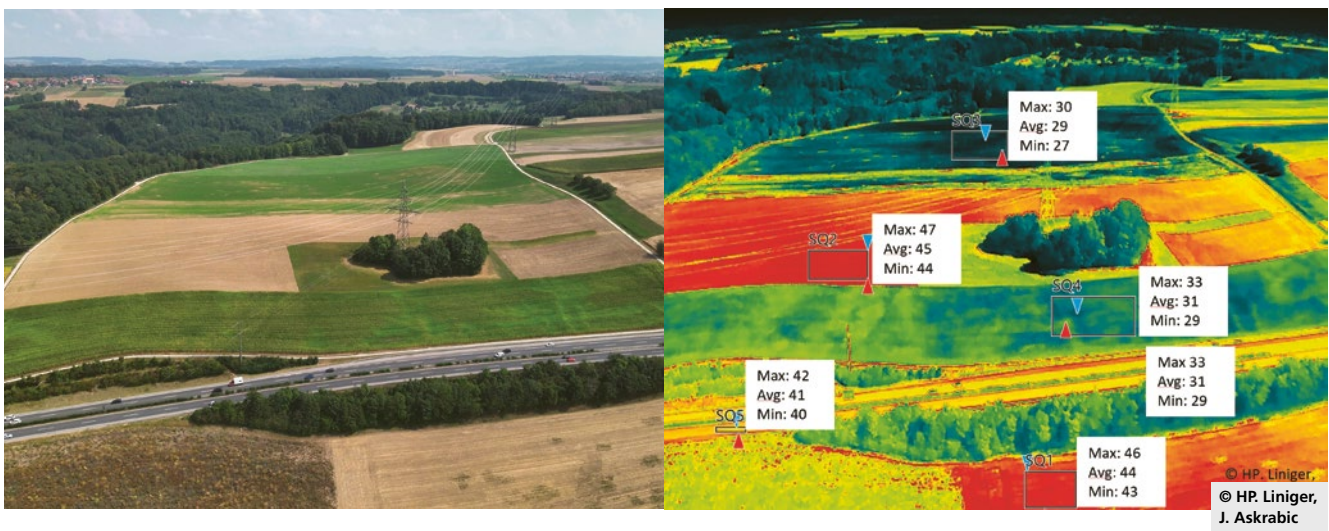 SQ3
Max: 30
Avg: 29
Min: 27
SQ2
Max: 47
Avg: 45
Min: 44
SQ4
Max: 33
Avg: 31
Min: 29
Max 33
Avg: 31
Min: 29
Max: 42
Avg: 41
Min: 40
SQ5
SQ1
Max: 46
Avg: 44
Min: 43
© HP. Liniger,
© HP. Liniger,
J. Askrabic